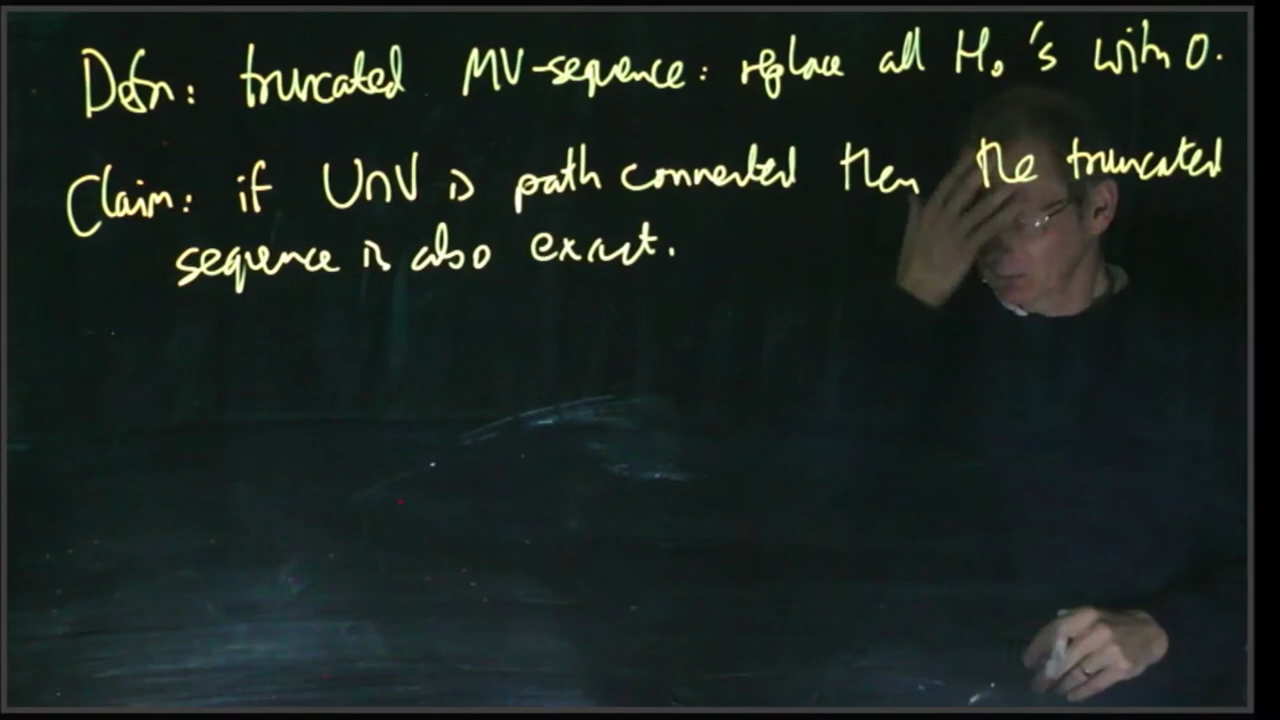 Defn: truncated MV-sequence: replace all H₀'s with 0.
Claim: if U∩V is path connected then the truncated
sequence is also exact.